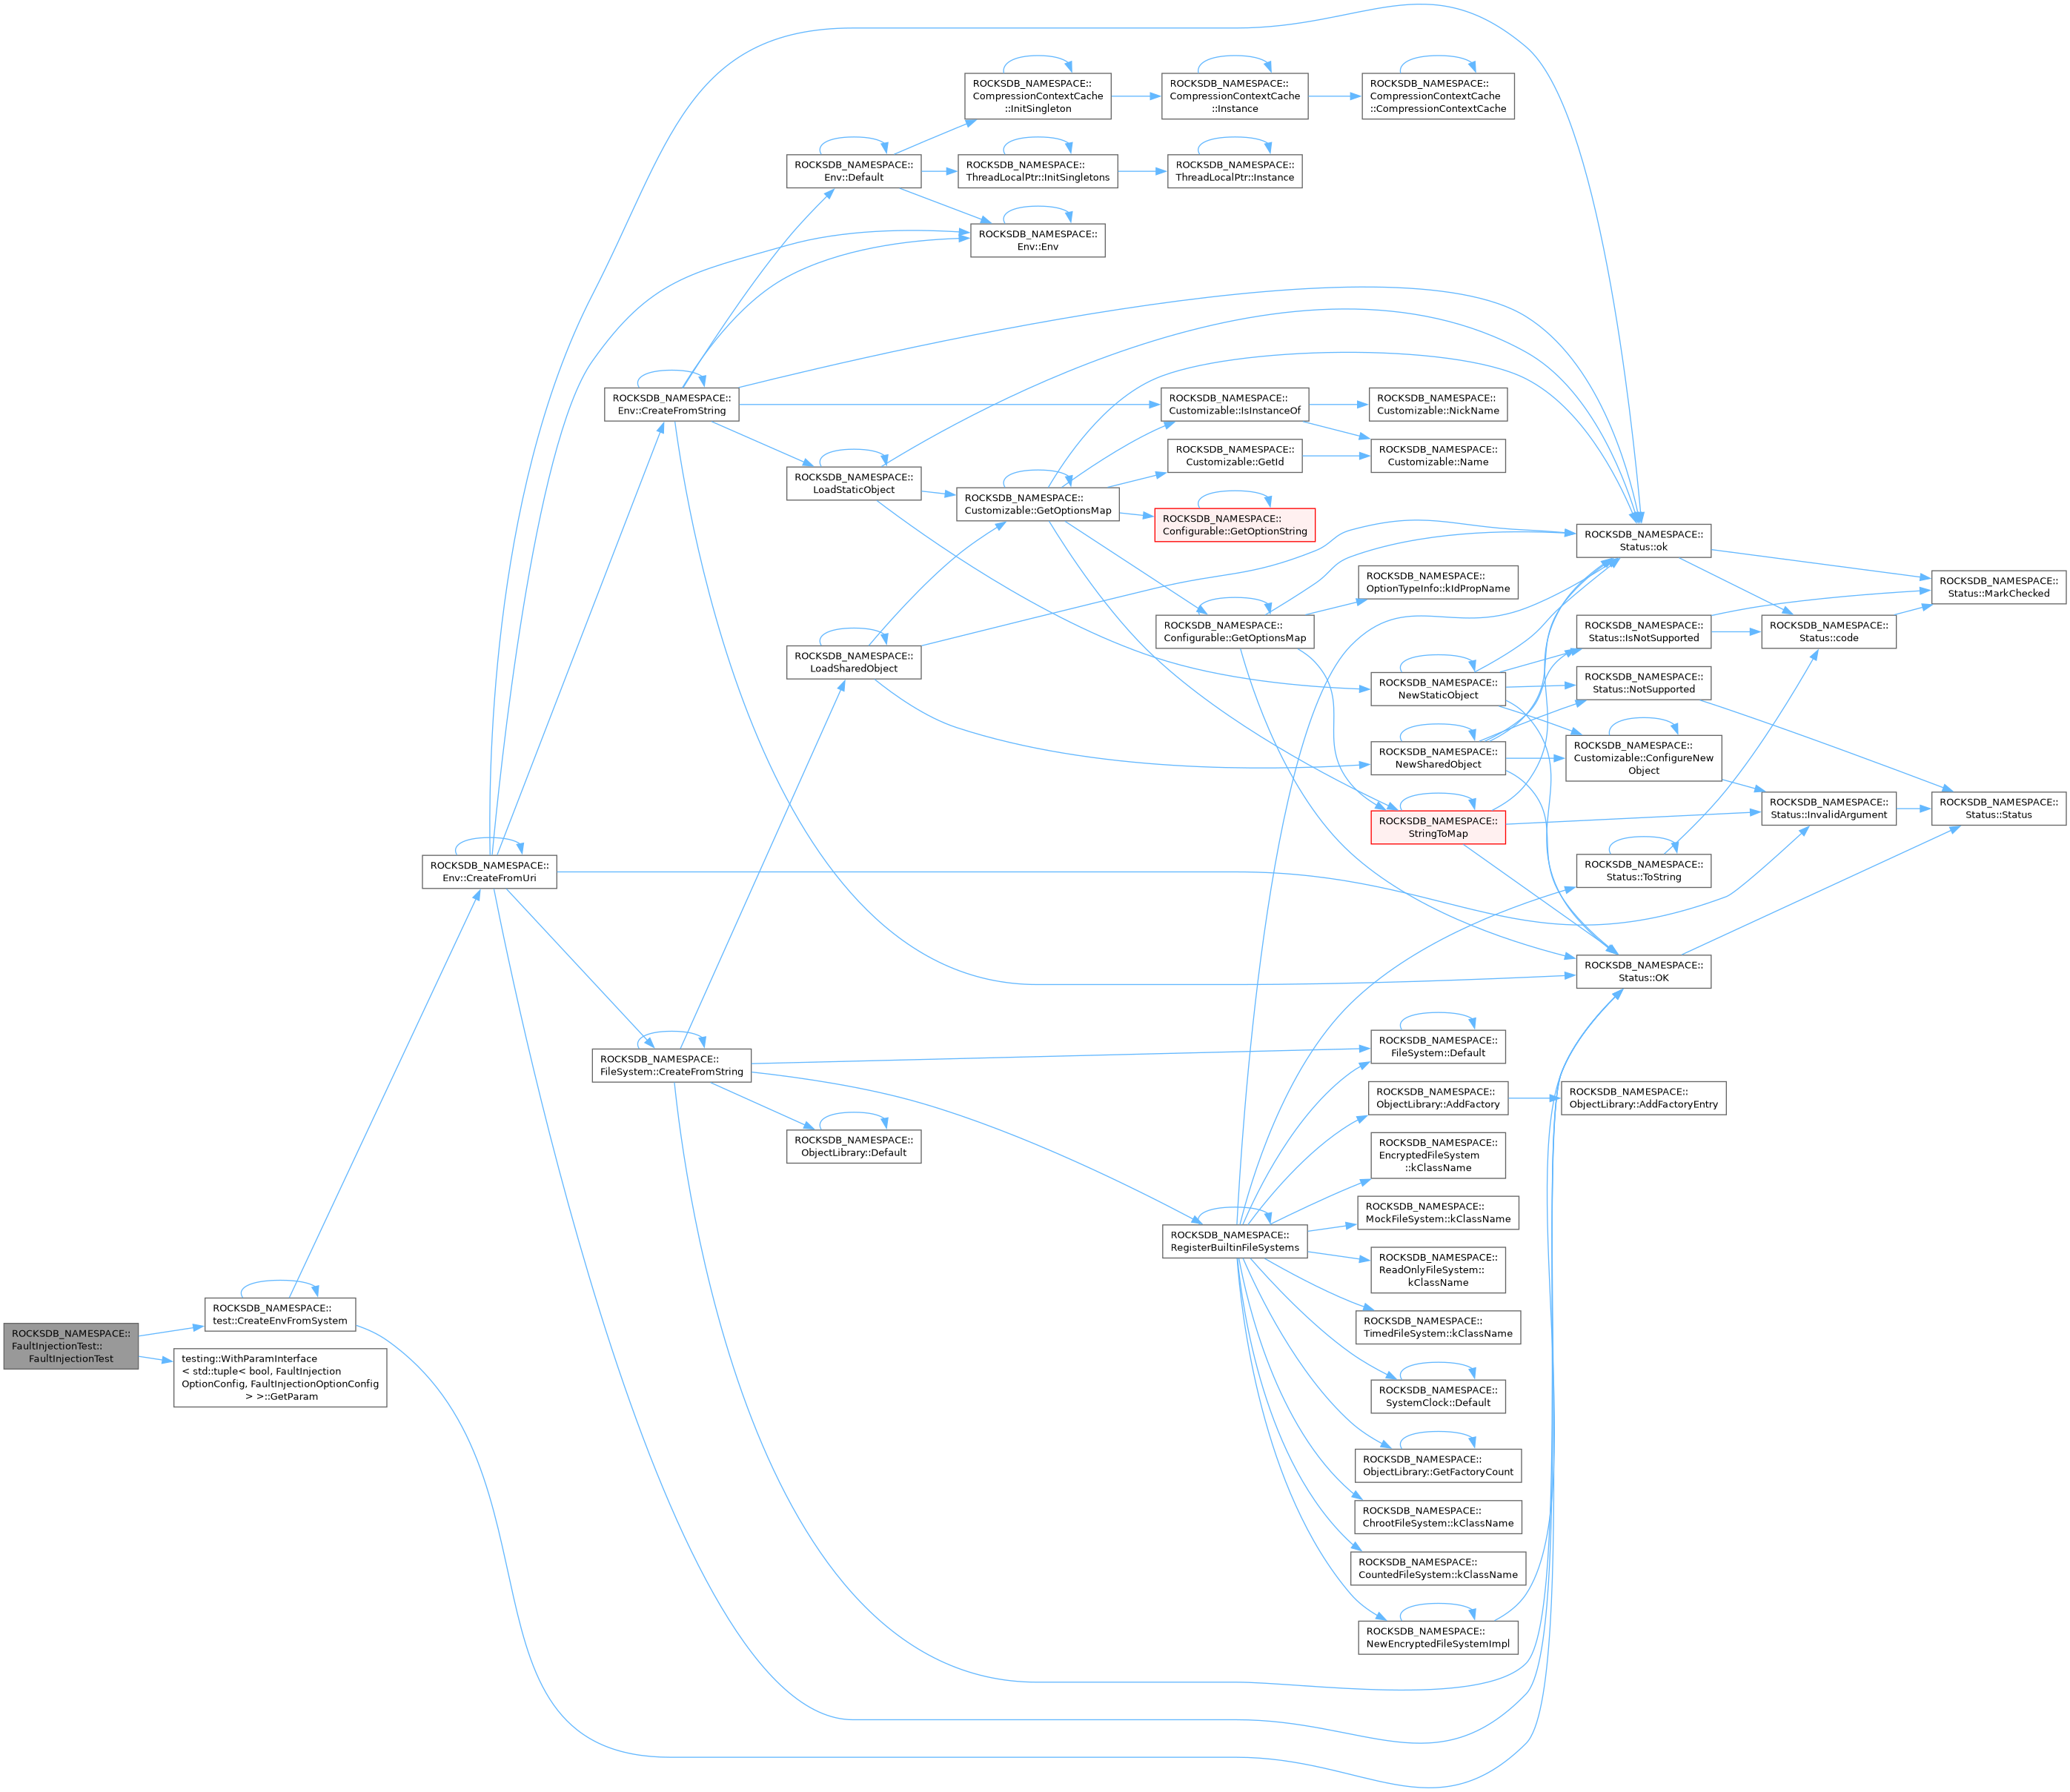 ROCKSDB_NAMESPACE::
FaultInjectionTest::
FaultInjectionTest
ROCKSDB_NAMESPACE::
test::CreateEnvFromSystem
testing::WithParamInterface
< std::tuple< bool, FaultInjection
OptionConfig, FaultInjectionOptionConfig
> >::GetParam
ROCKSDB_NAMESPACE::
Env::CreateFromUri
ROCKSDB_NAMESPACE::
Env::CreateFromString
ROCKSDB_NAMESPACE::
FileSystem::CreateFromString
ROCKSDB_NAMESPACE::
Env::Default
ROCKSDB_NAMESPACE::
LoadStaticObject
ROCKSDB_NAMESPACE::
LoadSharedObject
ROCKSDB_NAMESPACE::
ObjectLibrary::Default
ROCKSDB_NAMESPACE::
CompressionContextCache
::InitSingleton
ROCKSDB_NAMESPACE::
ThreadLocalPtr::InitSingletons
ROCKSDB_NAMESPACE::
Env::Env
ROCKSDB_NAMESPACE::
Customizable::GetOptionsMap
ROCKSDB_NAMESPACE::
CompressionContextCache
::Instance
ROCKSDB_NAMESPACE::
ThreadLocalPtr::Instance
ROCKSDB_NAMESPACE::
Customizable::IsInstanceOf
ROCKSDB_NAMESPACE::
Customizable::GetId
ROCKSDB_NAMESPACE::
Configurable::GetOptionString
ROCKSDB_NAMESPACE::
Configurable::GetOptionsMap
ROCKSDB_NAMESPACE::
RegisterBuiltinFileSystems
ROCKSDB_NAMESPACE::
CompressionContextCache
::CompressionContextCache
ROCKSDB_NAMESPACE::
Customizable::NickName
ROCKSDB_NAMESPACE::
Customizable::Name
ROCKSDB_NAMESPACE::
OptionTypeInfo::kIdPropName
ROCKSDB_NAMESPACE::
NewStaticObject
ROCKSDB_NAMESPACE::
NewSharedObject
ROCKSDB_NAMESPACE::
StringToMap
ROCKSDB_NAMESPACE::
FileSystem::Default
ROCKSDB_NAMESPACE::
ObjectLibrary::AddFactory
ROCKSDB_NAMESPACE::
EncryptedFileSystem
::kClassName
ROCKSDB_NAMESPACE::
MockFileSystem::kClassName
ROCKSDB_NAMESPACE::
ReadOnlyFileSystem::
kClassName
ROCKSDB_NAMESPACE::
TimedFileSystem::kClassName
ROCKSDB_NAMESPACE::
SystemClock::Default
ROCKSDB_NAMESPACE::
ObjectLibrary::GetFactoryCount
ROCKSDB_NAMESPACE::
ChrootFileSystem::kClassName
ROCKSDB_NAMESPACE::
CountedFileSystem::kClassName
ROCKSDB_NAMESPACE::
NewEncryptedFileSystemImpl
ROCKSDB_NAMESPACE::
Status::ok
ROCKSDB_NAMESPACE::
Status::IsNotSupported
ROCKSDB_NAMESPACE::
Status::NotSupported
ROCKSDB_NAMESPACE::
Customizable::ConfigureNew
Object
ROCKSDB_NAMESPACE::
Status::ToString
ROCKSDB_NAMESPACE::
Status::OK
ROCKSDB_NAMESPACE::
ObjectLibrary::AddFactoryEntry
ROCKSDB_NAMESPACE::
Status::code
ROCKSDB_NAMESPACE::
Status::InvalidArgument
ROCKSDB_NAMESPACE::
Status::MarkChecked
ROCKSDB_NAMESPACE::
Status::Status